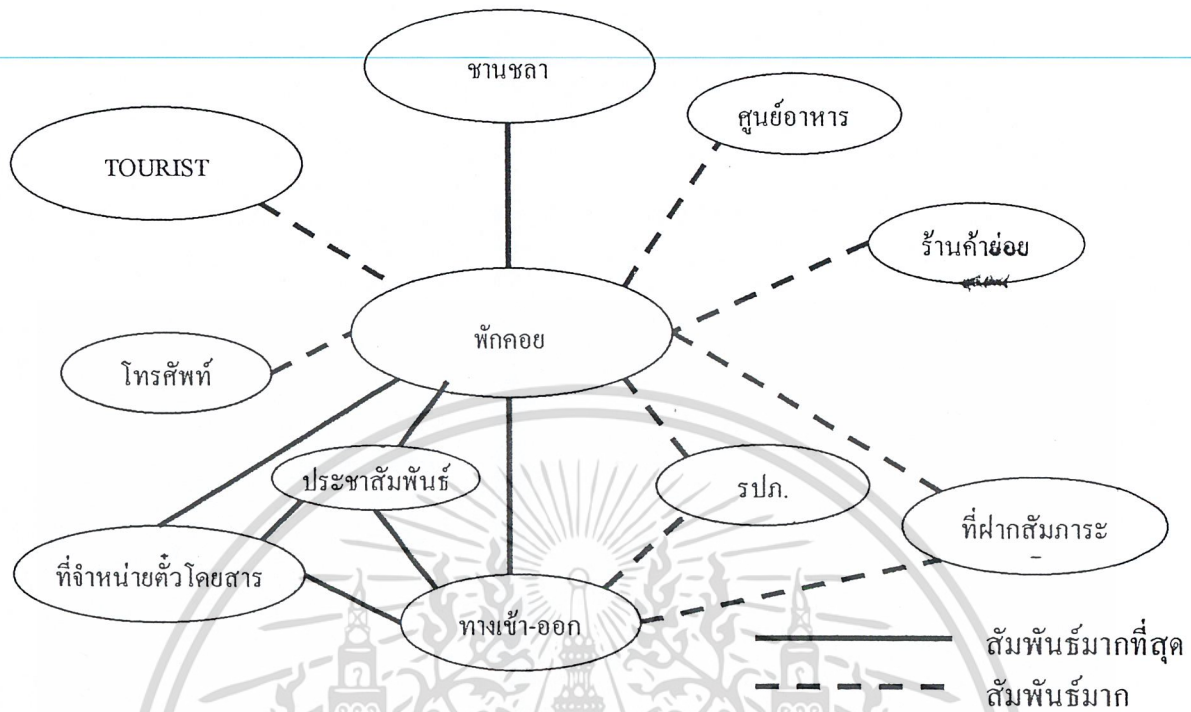 ชานชลา
ศูนย์อาหาร
TOURIST
ร้านค้าย่อย
พักคอย
โทรศัพท์
ประชาสัมพันธ์
รปภ.
ที่ฝากสัมภาระ
ที่จำหน่ายตั๋วโดยสาร
ทางเข้า-ออก
สัมพันธ์มากที่สุด
สัมพันธ์มาก